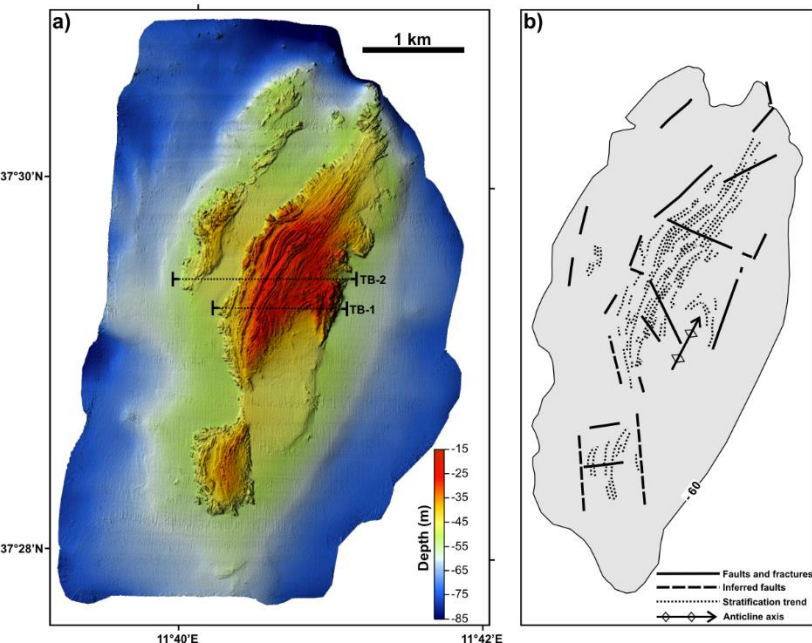 a)
1 km
37°30'N
TB-2
TB-1
Depth (m)
-15
-25
-35
-45
-55
-65
-75
-85
37°28'N
11°40'E
11°42'E
b)
- 60
Faults and fractures
Inferred faults
Stratification trend
Anticline axis